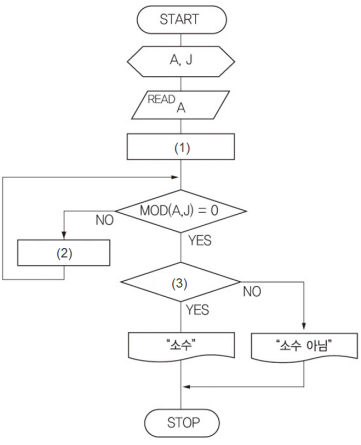 START
A, J
READ
A
(1)
MOD(A,J) = 0
NO
YES
(2)
(3)
NO
YES
"소수"
"소수 아님"
STOP